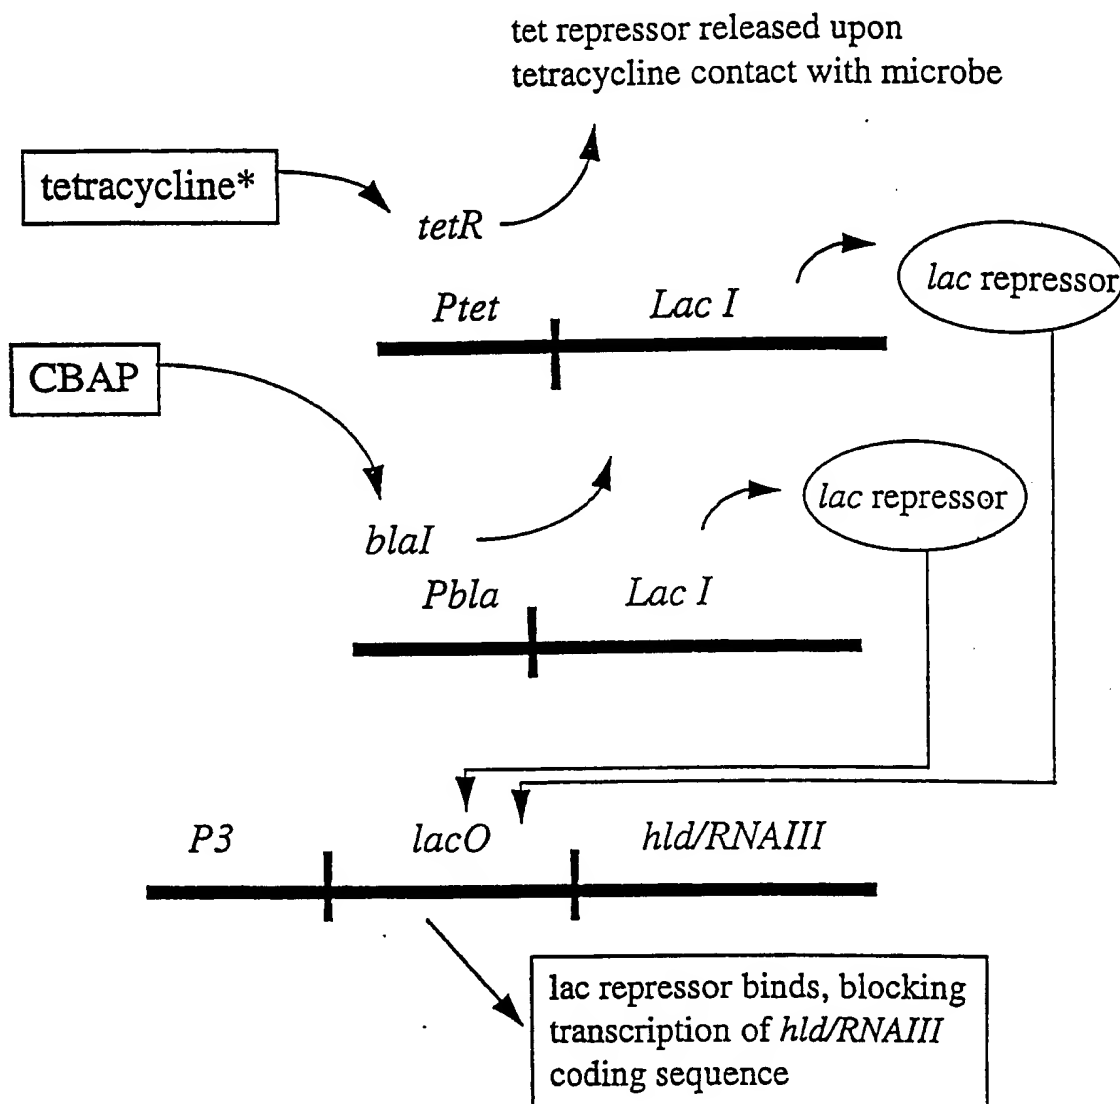 tet repressor released upon
tetracycline contact with microbe
tetracycline*
tetR
lac repressor
Ptet
Lac I
CBAP
lac repressor
blaI
Pbla
Lac I
P3
lacO
hld/RNAIII
lac repressor binds, blocking
transcription of hld/RNAIII
coding sequence